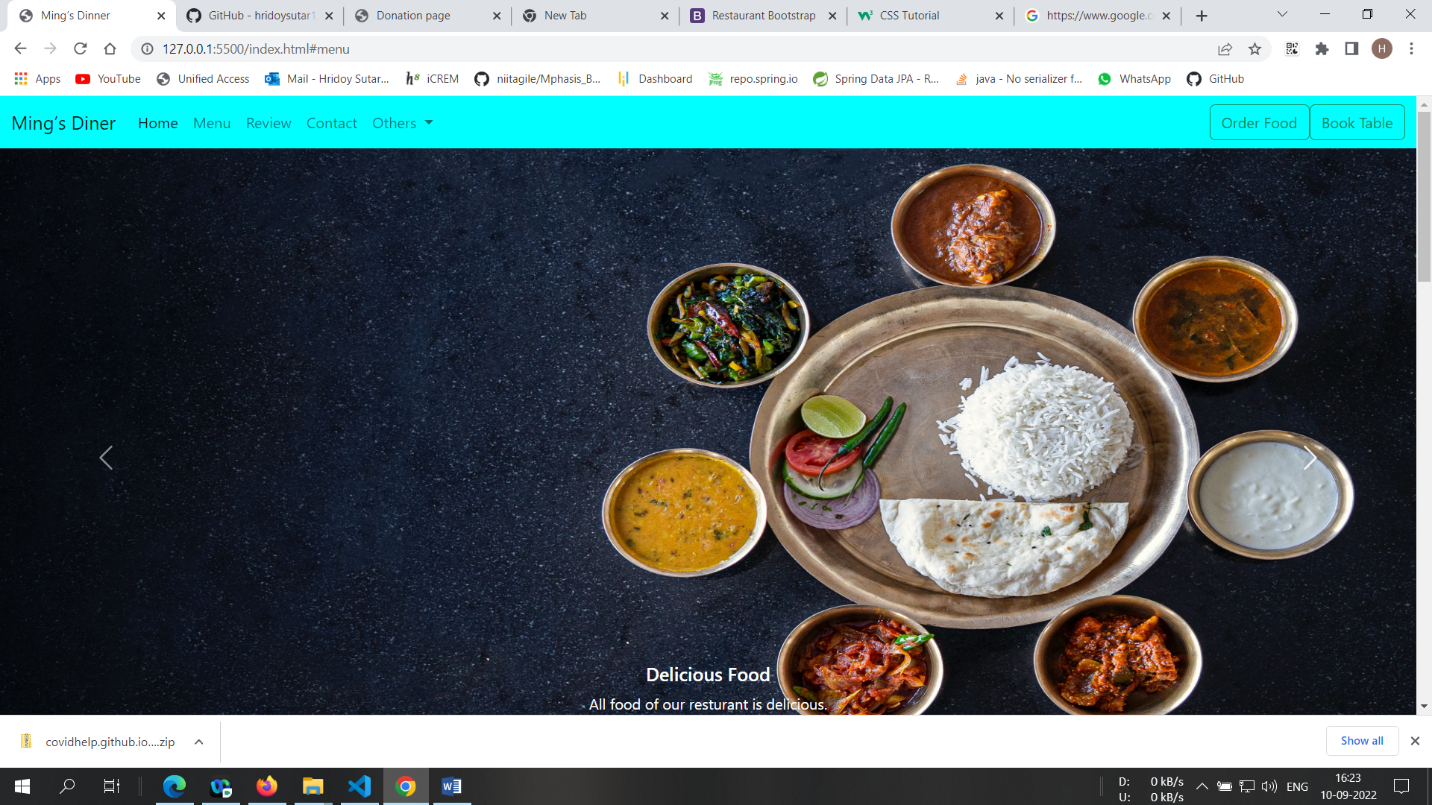 Ming's Diner
GitHub - hridoysutar1
Donation page
New Tab
Restaurant Bootstrap
CSS Tutorial
https://www.google.c
127.0.0.1:5500/index.html#menu
H
Apps
YouTube
Unified Access
Mail - Hridoy Sutar...
iCREM
niitagile/Mphasis_B...
Dashboard
repo.spring.io
Spring Data JPA - R...
java - No serializer f...
WhatsApp
GitHub
Ming's Dinner Home Menu Review Contact Others
Order Food Book Table
Delicious Food
All food of our resturant is delicious.
covidhelp.github.io....zip
Show all
D: 0 kB/s
U: 0 kB/s
ENG
16:23
10-09-2022